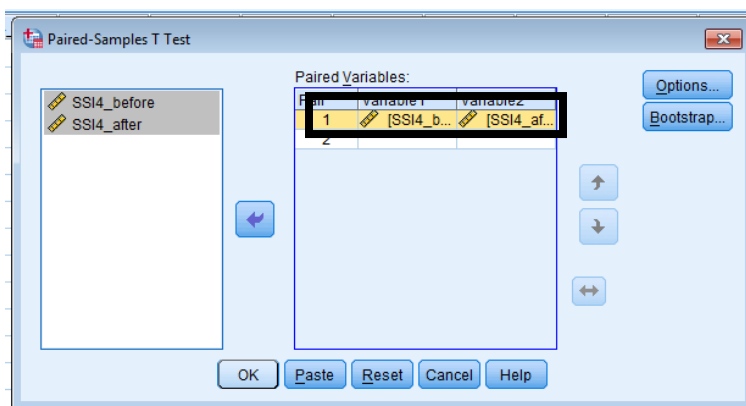 Paired-Samples T Test
Paired Variables:
SSI4_before
SSI4_after
Pair Variable1 Variable2
1 [SSI4_b... [SSI4_af...
2
Options...
Bootstrap...
OK Paste Reset Cancel Help